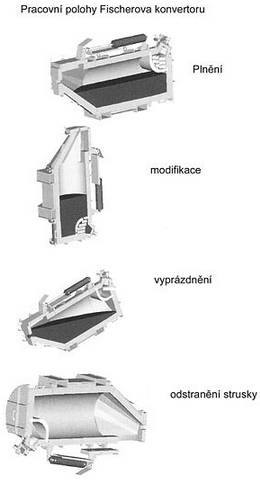 Pracovní polohy Fischerova konvertoru
Plnění
modifikace
vyprázdnění
odstranění strusky